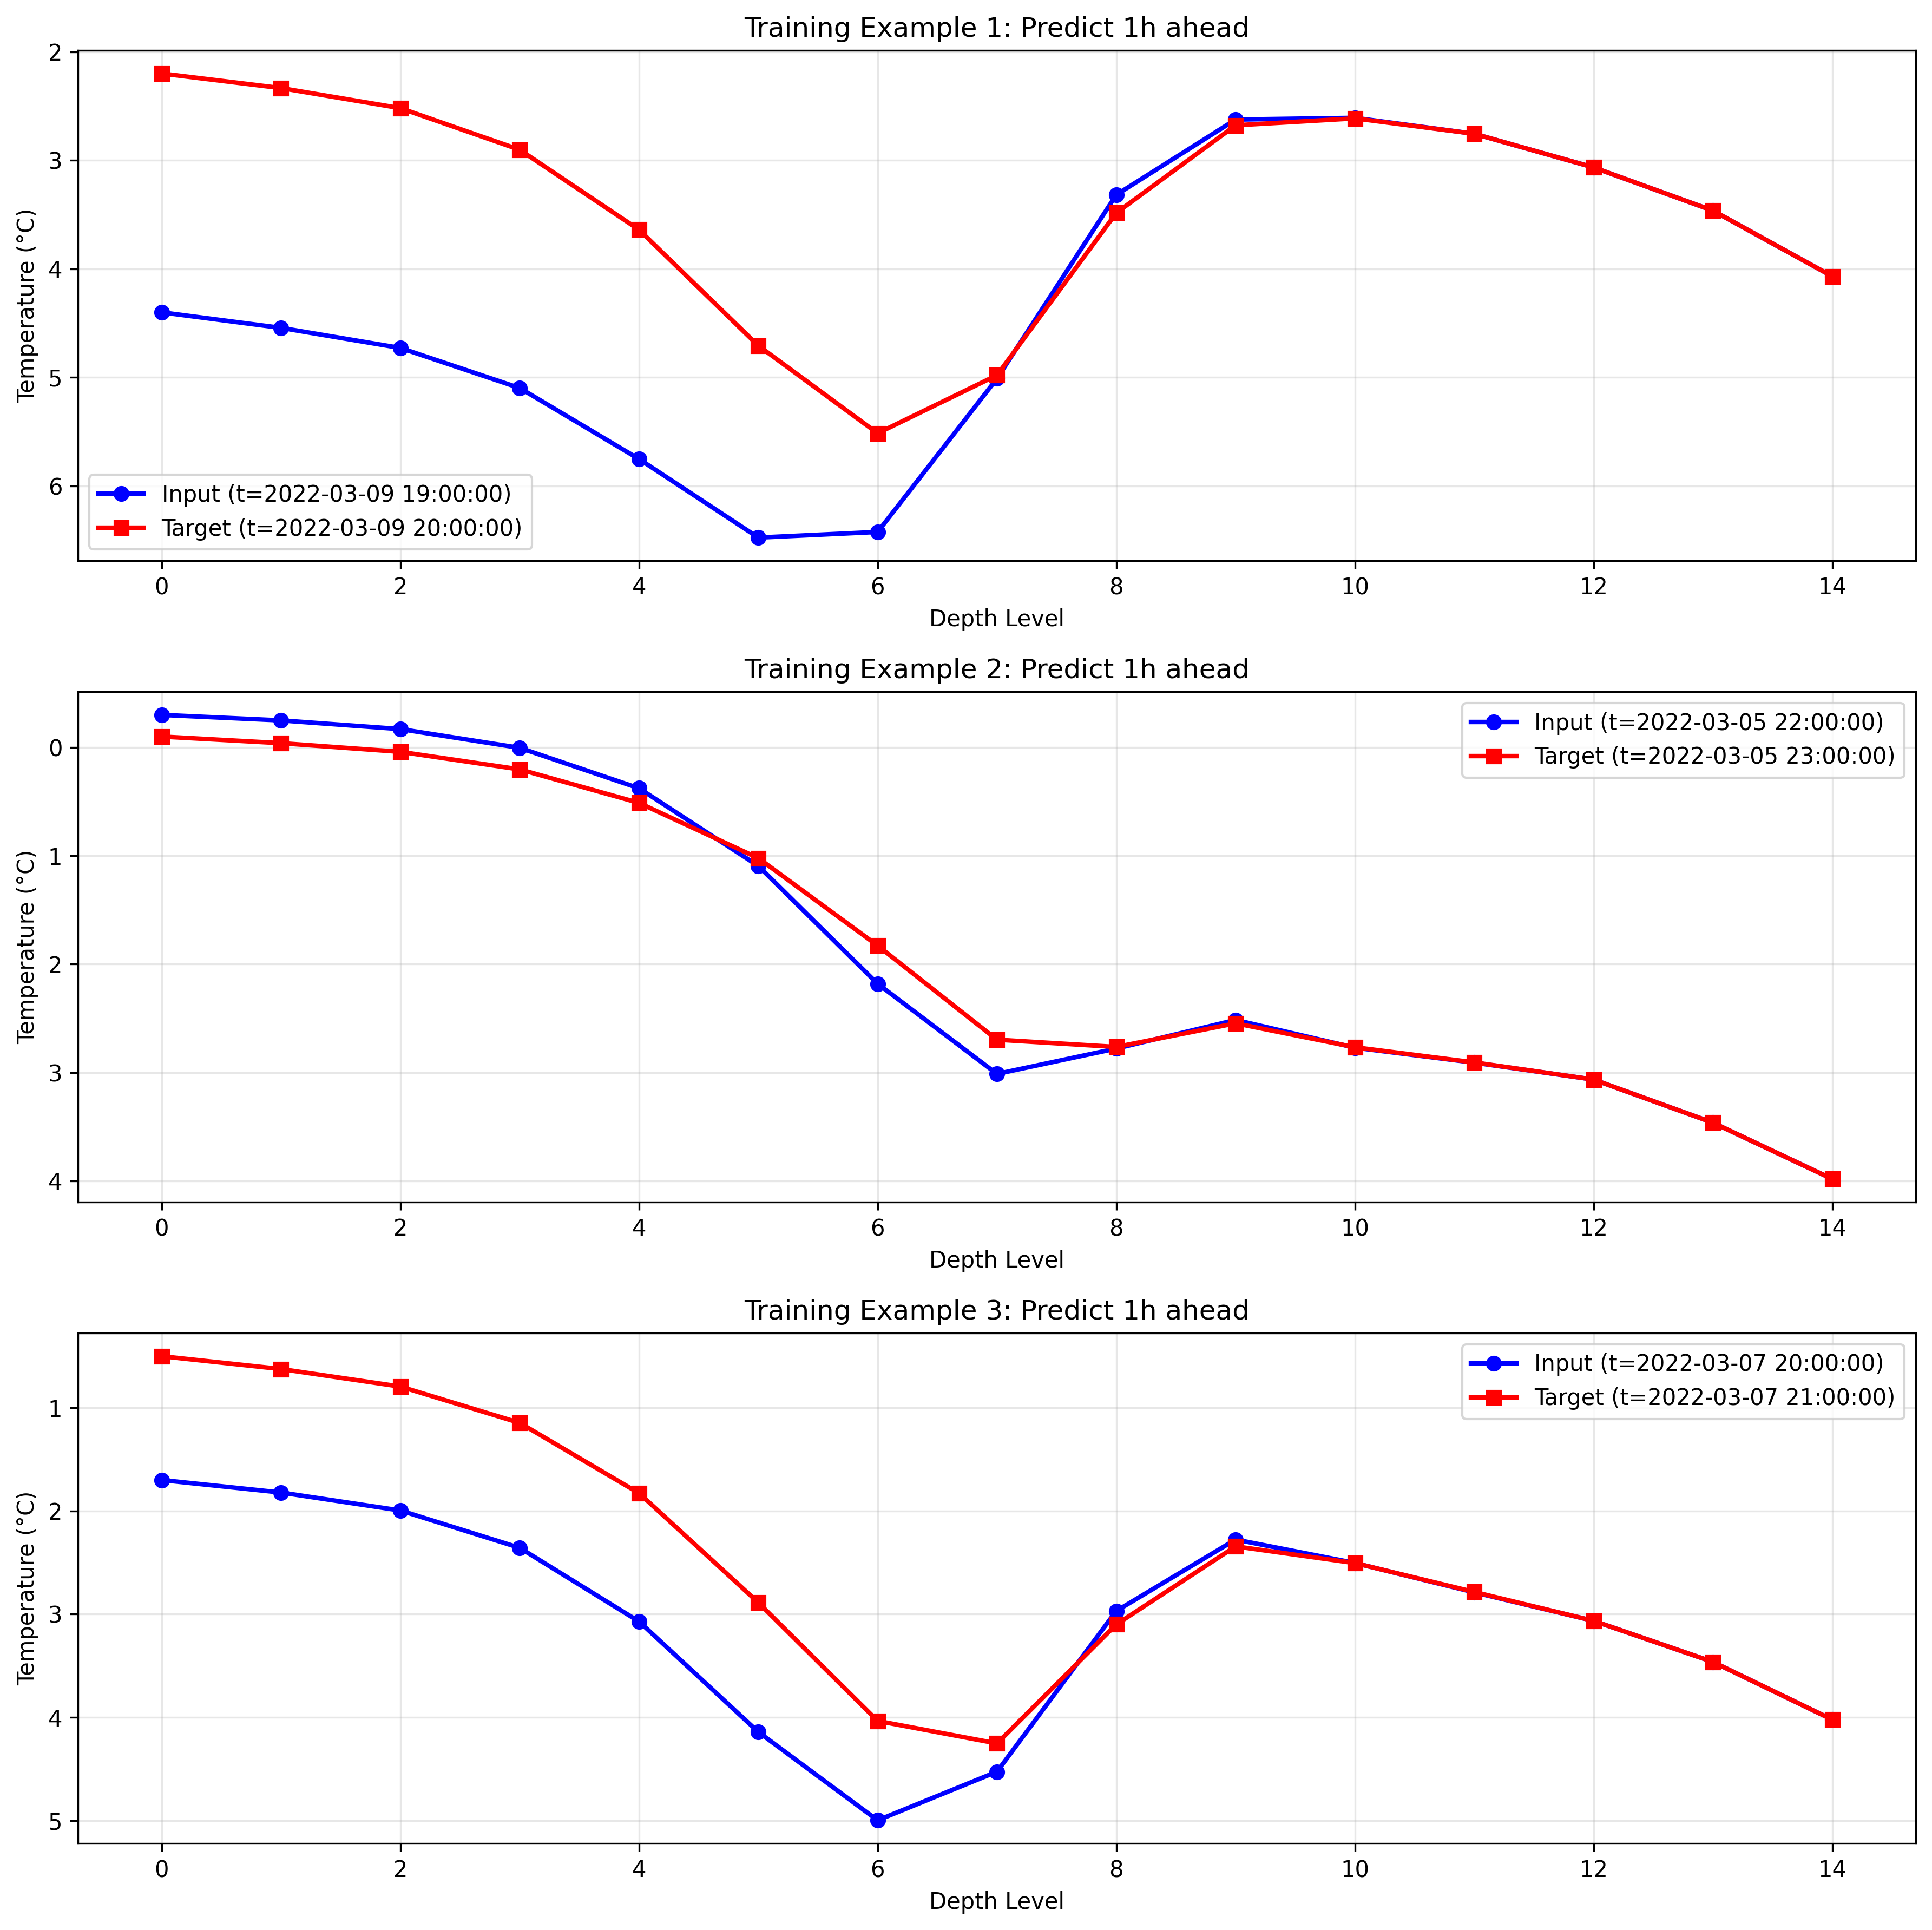 Training Example 1: Predict 1h ahead
Temperature (°C)
2
3
4
5
6
Input (t=2022-03-09 19:00:00)
Target (t=2022-03-09 20:00:00)
0 2 4 6 8 10 12 14
Depth Level
Training Example 2: Predict 1h ahead
Temperature (°C)
0
1
2
3
4
Input (t=2022-03-05 22:00:00)
Target (t=2022-03-05 23:00:00)
0 2 4 6 8 10 12 14
Depth Level
Training Example 3: Predict 1h ahead
Temperature (°C)
1
2
3
4
5
Input (t=2022-03-07 20:00:00)
Target (t=2022-03-07 21:00:00)
0 2 4 6 8 10 12 14
Depth Level